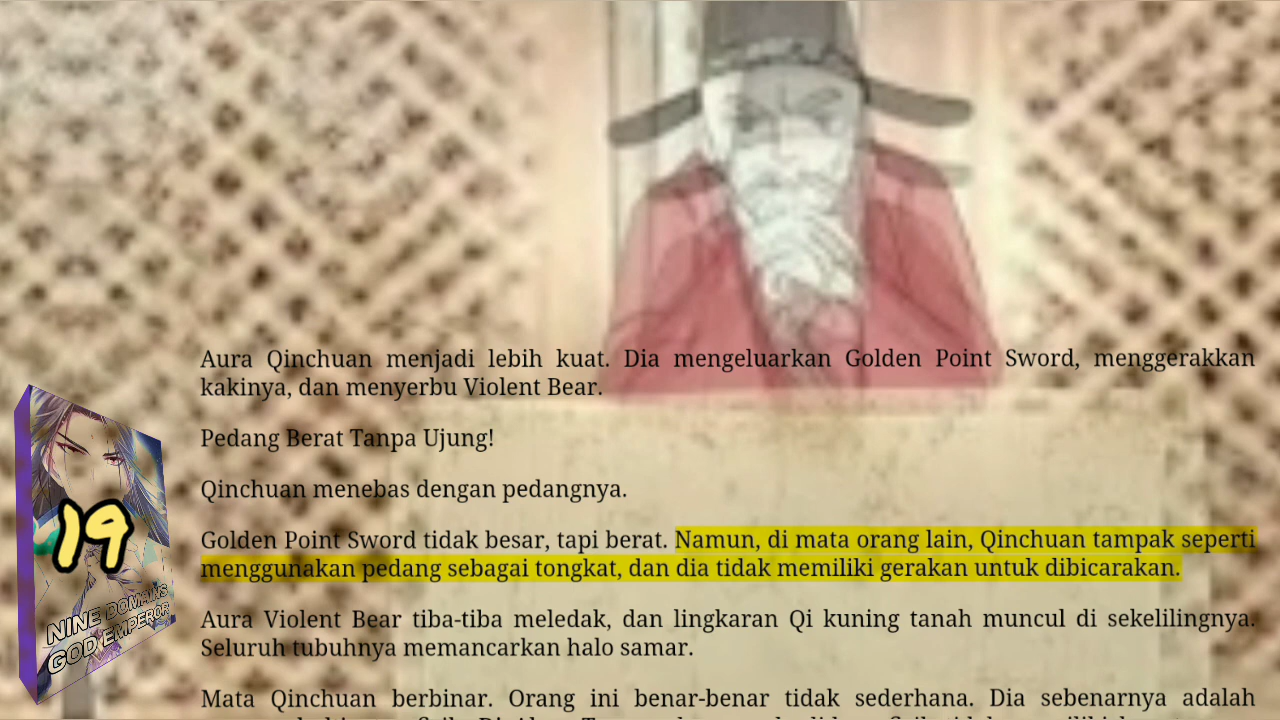 Aura Qinchuan menjadi lebih kuat. Dia mengeluarkan Golden Point Sword, menggerakkan
kakinya, dan menyerbu Violent Bear.
Pedang Berat Tanpa Ujung!
Qinchuan menebas dengan pedangnya.
Golden Point Sword tidak besar, tapi berat. Namun, di mata orang lain, Qinchuan tampak seperti
menggunakan pedang sebagai tongkat, dan dia tidak memiliki gerakan untuk dibicarakan.
Aura Violent Bear tiba-tiba meledak, dan lingkaran Qi kuning tanah muncul di sekelilingnya.
Seluruh tubuhnya memancarkan halo samar.
Mata Qinchuan berbinar. Orang ini benar-benar tidak sederhana. Dia sebenarnya adalah
19
NINE DOMAINS
GOD EMPEROR